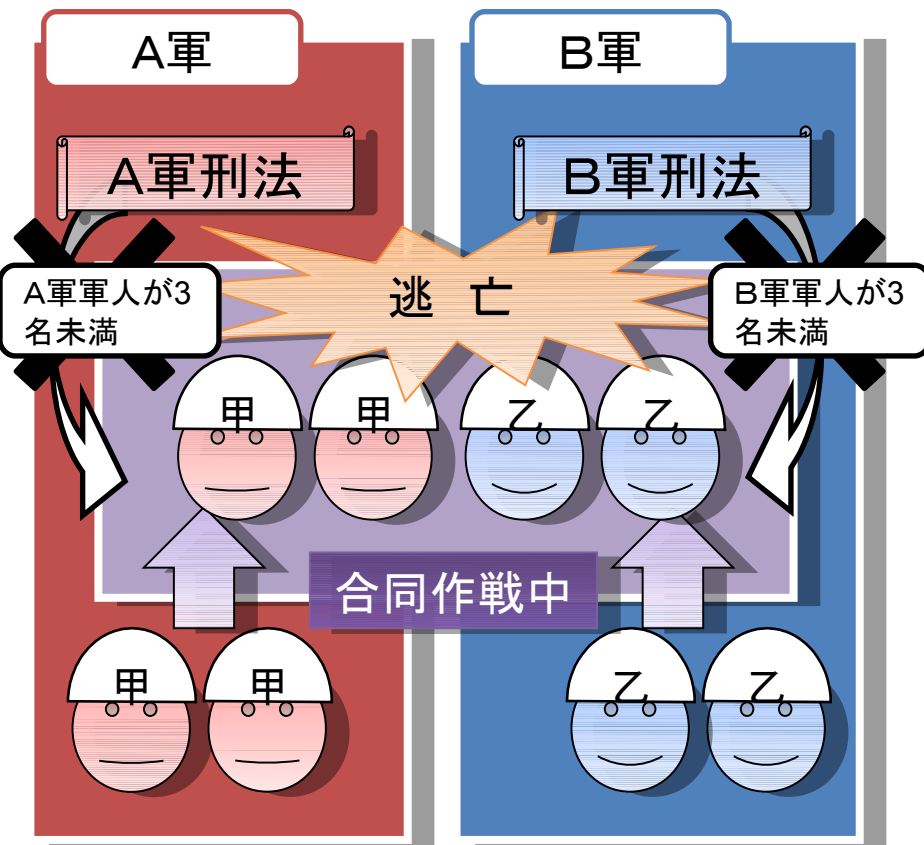 A軍
B軍
A軍刑法
B軍刑法
A軍軍人が3
名未満
逃 亡
B軍軍人が3
名未満
甲 甲 乙 乙
合同作戦中
甲 甲 乙 乙